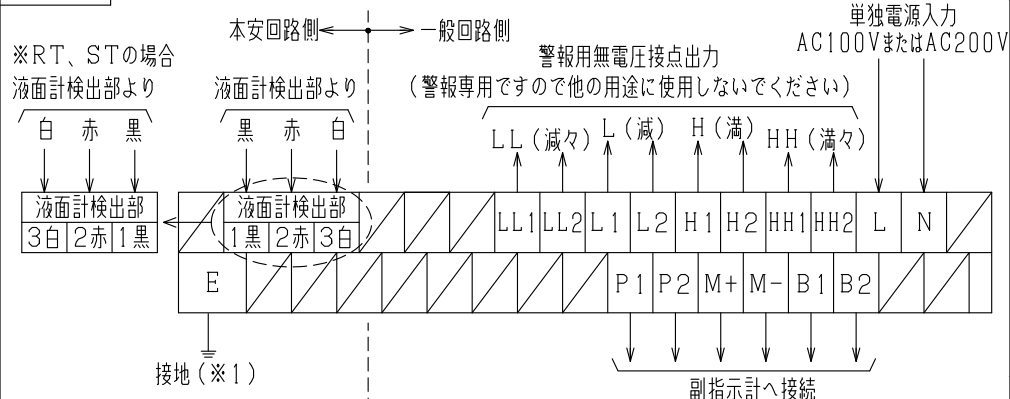 本安回路側 一般回路側
単独電源入力
AC100VまたはAC200V
※RT、STの場合
液面計検出部より
液面計検出部より
警報用無電圧接点出力
(警報専用ですので他の用途に使用しないでください)
白 赤 黒
黒 赤 白
LL(減々) L(減) H(満) HH(満々)
液面計検出部
3白 2赤 1黒
液面計検出部
1黒 2赤 3白
LL1 LL2 L1 L2 H1 H2 HH1 HH2 L N
E P1 P2 M+ M- B1 B2
接地(※1)
副指示計へ接続